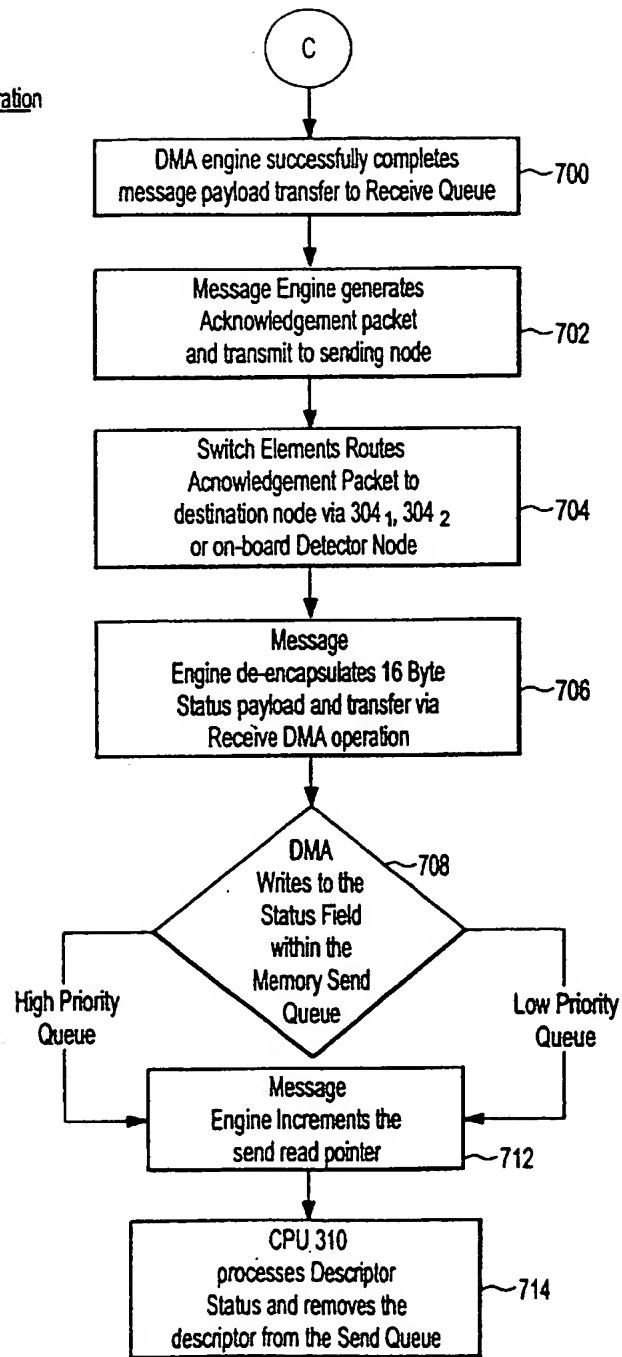 C
ration
DMA engine successfully completes
message payload transfer to Receive Queue
700
Message Engine generates
Acknowledgement packet
and transmit to sending node
702
Switch Elements Routes
Acnowledgement Packet to
destination node via 304 1, 304 2
or on-board Detector Node
704
Message
Engine de-encapsulates 16 Byte
Status payload and transfer via
Receive DMA operation
706
DMA
Writes to the
Status Field
within the
Memory Send
Queue
708
High Priority
Queue
Low Priority
Queue
Message
Engine Increments the
send read pointer
712
CPU 310
processes Descriptor
Status and removes the
descriptor from the Send Queue
714